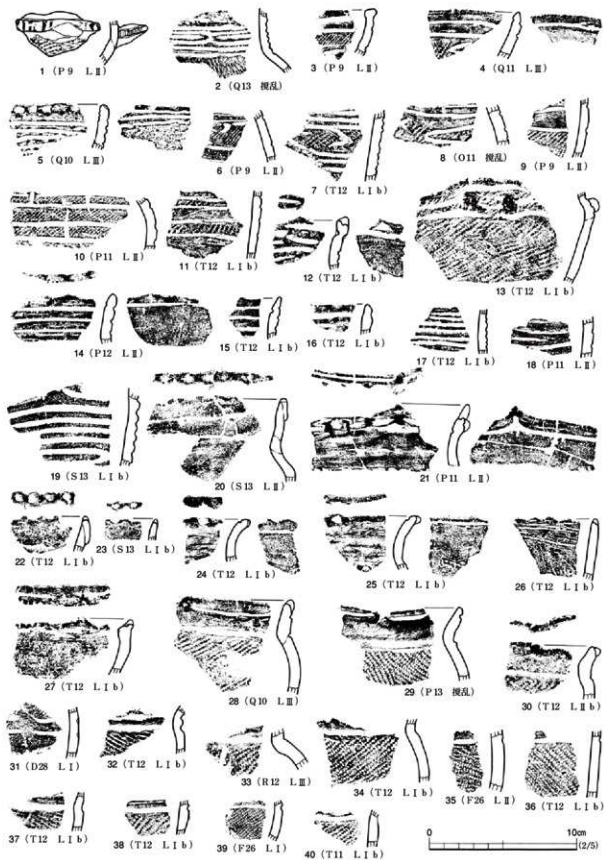 1 (P9 LⅡ)
2 (Q13 撹乱)
3 (P9 LⅡ)
4 (Q11 LⅢ)
5 (Q10 LⅢ)
6 (P9 LⅡ)
7 (T12 LⅠb)
8 (O11 撹乱)
9 (P9 LⅡ)
10 (P11 LⅡ)
11 (T12 LⅠb)
12 (T12 LⅠb)
13 (T12 LⅠb)
14 (P12 LⅡ)
15 (T12 LⅠb)
16 (T12 LⅠb)
17 (T12 LⅠb)
18 (P11 LⅡ)
19 (S13 LⅠb)
20 (S13 LⅡ)
21 (P11 LⅡ)
22 (T12 LⅠb)
23 (S13 LⅠb)
24 (T12 LⅠb)
25 (T12 LⅠb)
26 (T12 LⅠb)
27 (T12 LⅠb)
28 (Q10 LⅢ)
29 (P13 撹乱)
30 (T12 LⅡb)
31 (D28 LⅠ)
32 (T12 LⅠb)
33 (R12 LⅢ)
34 (T12 LⅠb)
35 (F26 LⅡ)
36 (T12 LⅠb)
37 (T12 LⅠb)
38 (T12 LⅠb)
39 (F26 LⅠ)
40 (T11 LⅠb)
0 10cm
(2/5)